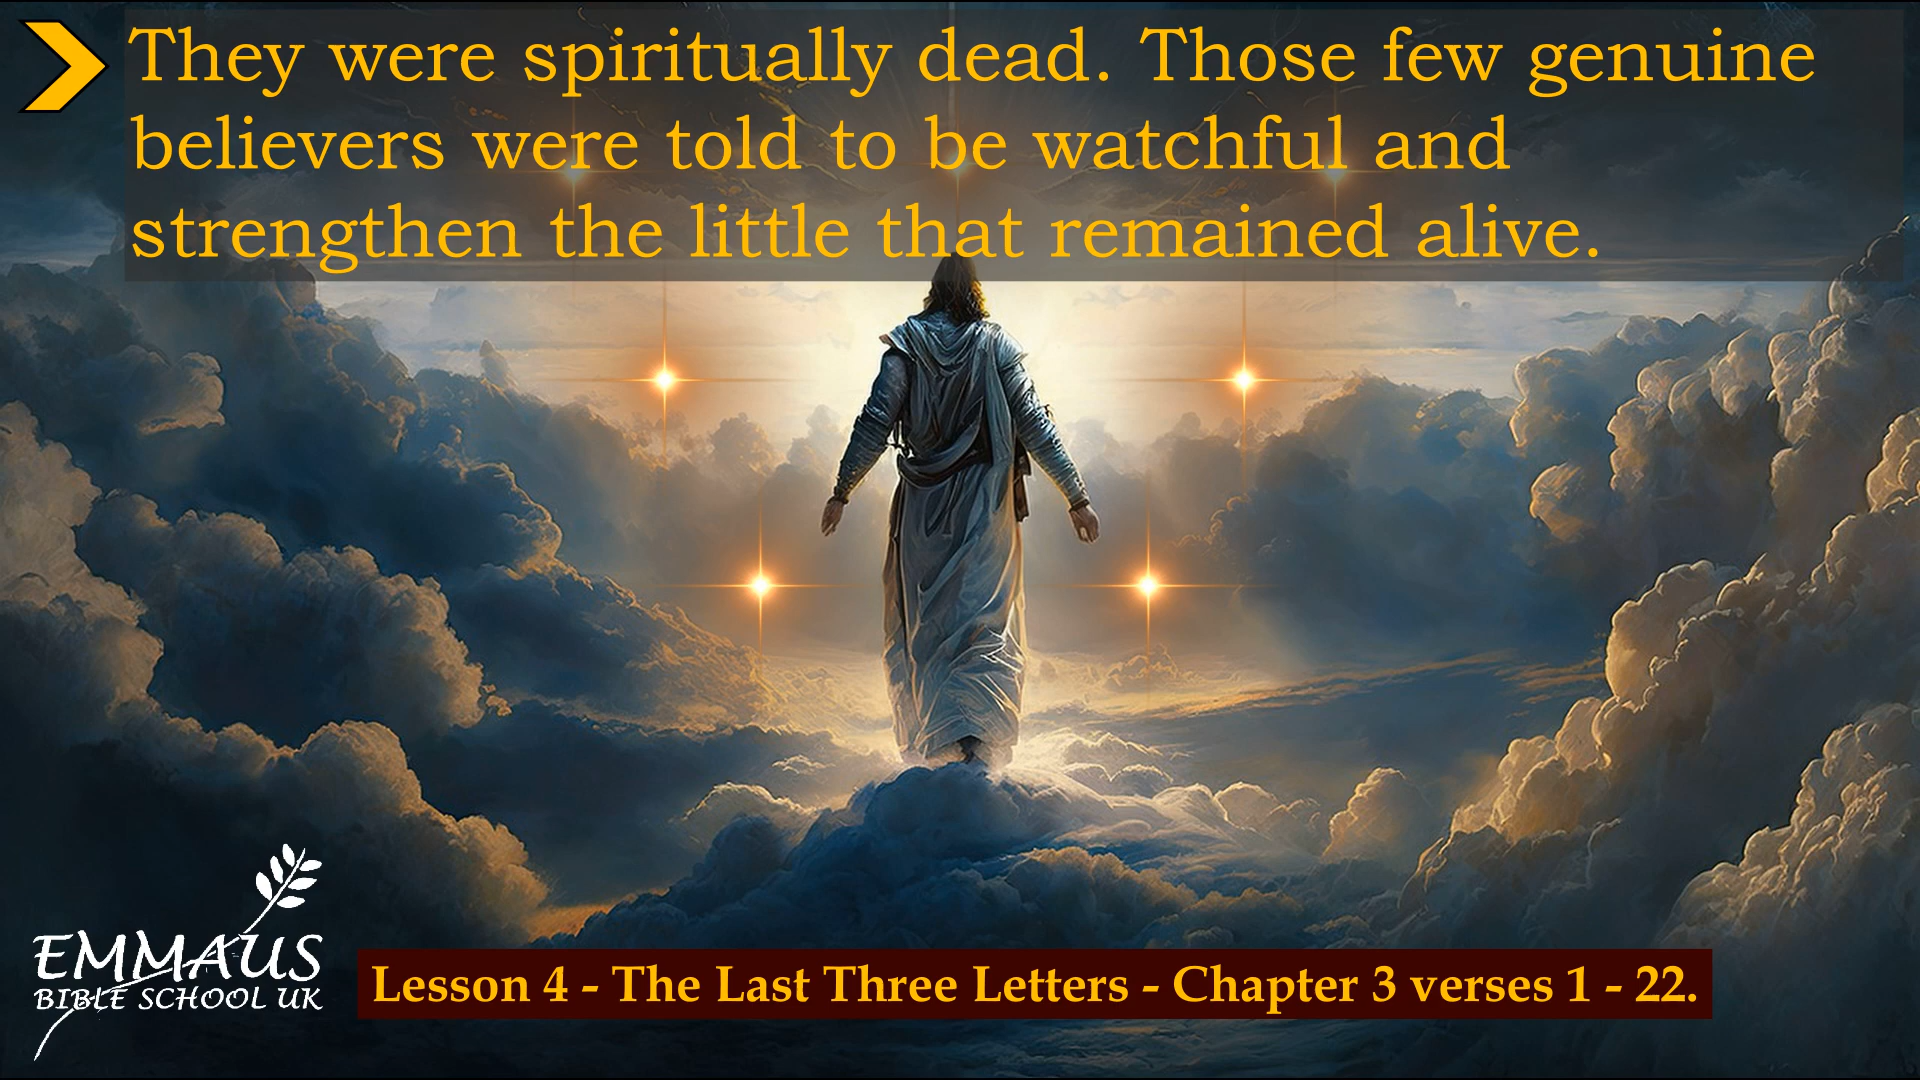 They were spiritually dead. Those few genuine
believers were told to be watchful and
strengthen the little that remained alive.
EMMAUS
BIBLE SCHOOL UK
Lesson 4 - The Last Three Letters - Chapter 3 verses 1 - 22.